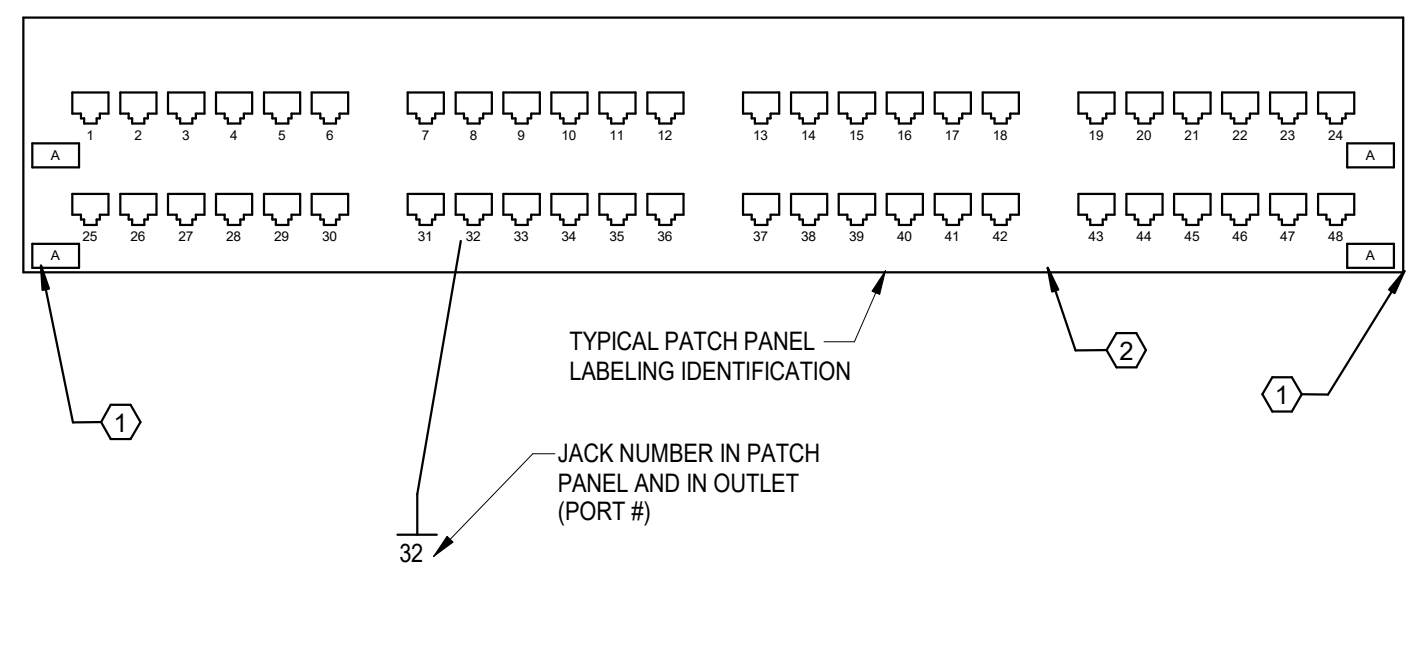 1 2 3 4 5 6 7 8 9 10 11 12 13 14 15 16 17 18 19 20 21 22 23 24
A A
25 26 27 28 29 30 31 32 33 34 35 36 37 38 39 40 41 42 43 44 45 46 47 48
A A
TYPICAL PATCH PANEL
LABELING IDENTIFICATION
2
1
1
JACK NUMBER IN PATCH
PANEL AND IN OUTLET
(PORT #)
32